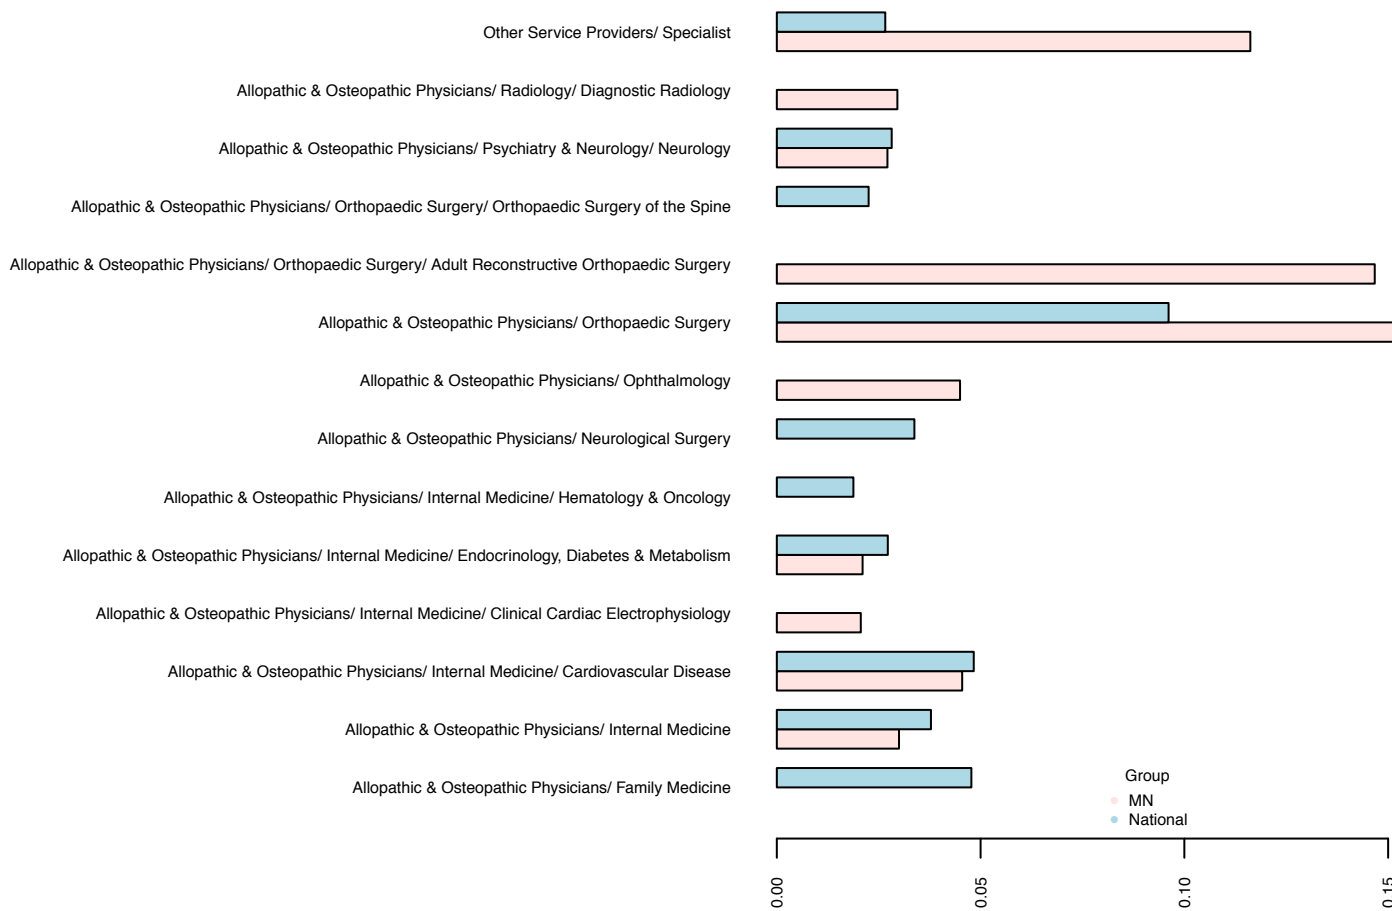 Other Service Providers/ Specialist
Allopathic & Osteopathic Physicians/ Radiology/ Diagnostic Radiology
Allopathic & Osteopathic Physicians/ Psychiatry & Neurology/ Neurology
Allopathic & Osteopathic Physicians/ Orthopaedic Surgery/ Orthopaedic Surgery of the Spine
Allopathic & Osteopathic Physicians/ Orthopaedic Surgery/ Adult Reconstructive Orthopaedic Surgery
Allopathic & Osteopathic Physicians/ Orthopaedic Surgery
Allopathic & Osteopathic Physicians/ Ophthalmology
Allopathic & Osteopathic Physicians/ Neurological Surgery
Allopathic & Osteopathic Physicians/ Internal Medicine/ Hematology & Oncology
Allopathic & Osteopathic Physicians/ Internal Medicine/ Endocrinology, Diabetes & Metabolism
Allopathic & Osteopathic Physicians/ Internal Medicine/ Clinical Cardiac Electrophysiology
Allopathic & Osteopathic Physicians/ Internal Medicine/ Cardiovascular Disease
Allopathic & Osteopathic Physicians/ Internal Medicine
Allopathic & Osteopathic Physicians/ Family Medicine
Group
MN
National
0.00
0.05
0.10
0.15